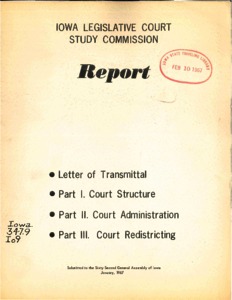 IOWA LEGISLATIVE COURT
STUDY COMMISSION
Report
FEB 10 1967
● Letter of Transmittal
● Part I. Court Structure
● Part II. Court Administration
● Part III. Court Redistricting
Iowa
347.9
Io9
Submitted to the Sixty Second General Assembly of Iowa
January, 1967